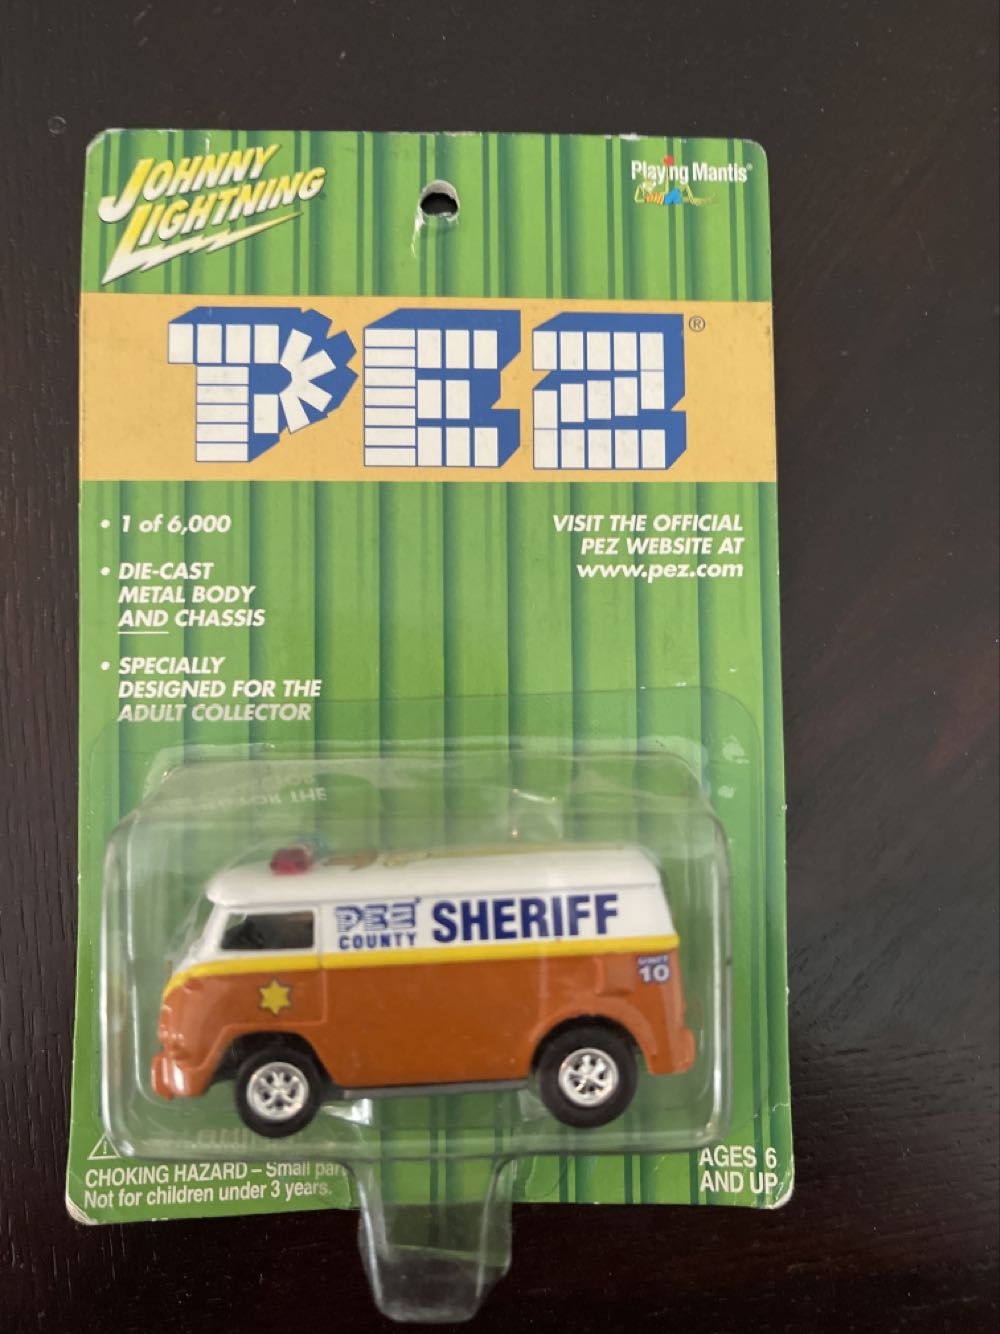 JOHNNY
LIGHTNING
Playing Mantis®
PEZ®
• 1 of 6,000
• DIE-CAST
METAL BODY
AND CHASSIS
• SPECIALLY
DESIGNED FOR THE
ADULT COLLECTOR
VISIT THE OFFICIAL
PEZ WEBSITE AT
www.pez.com
PEZ
COUNTY
SHERIFF
UNIT
10
CHOKING HAZARD – Small
Not for children under 3 years.
AGES 6
AND UP